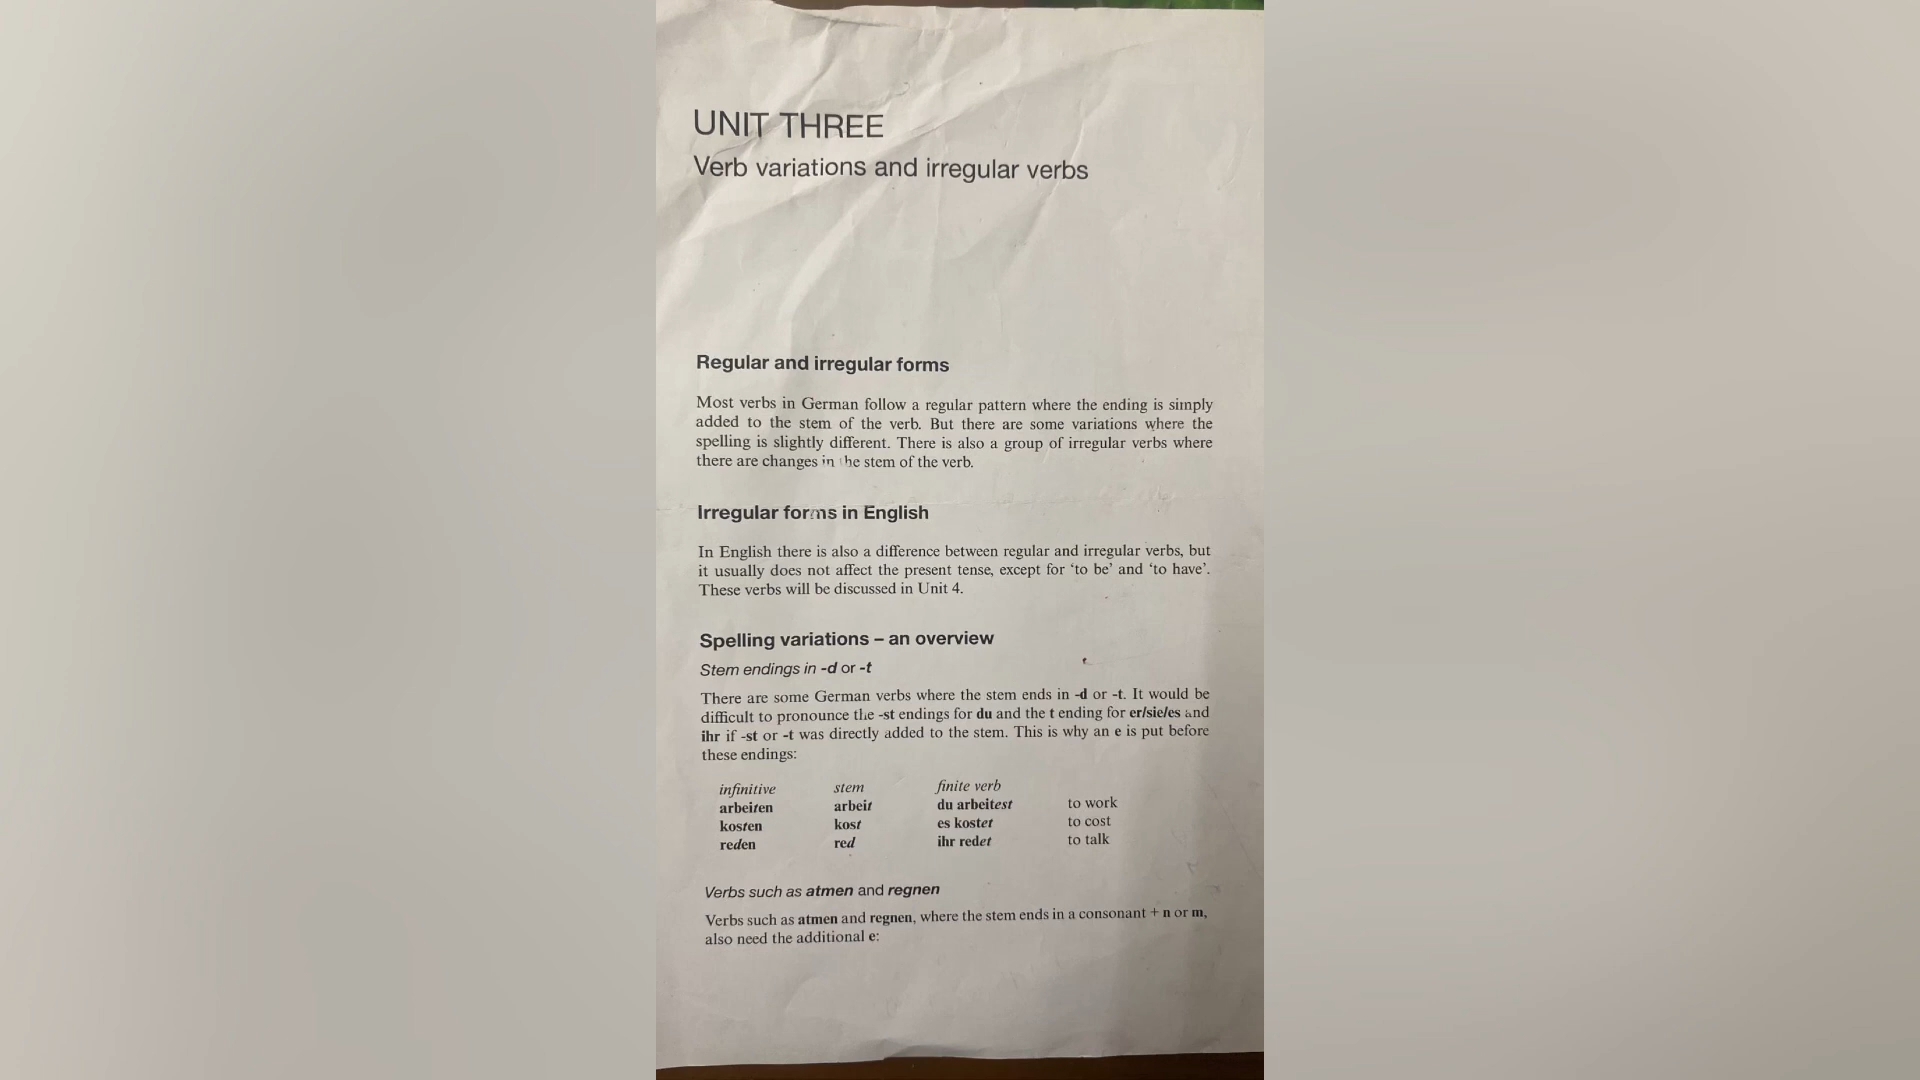 UNIT THREE
Verb variations and irregular verbs
Regular and irregular forms
Most verbs in German follow a regular pattern where the ending is simply
added to the stem of the verb. But there are some variations where the
spelling is slightly different. There is also a group of irregular verbs where
there are changes in the stem of the verb.
Irregular forms in English
In English there is also a difference between regular and irregular verbs, but
it usually does not affect the present tense, except for ‘to be’ and ‘to have’.
These verbs will be discussed in Unit 4.
Spelling variations – an overview
Stem endings in -d or -t
There are some German verbs where the stem ends in -d or -t. It would be
difficult to pronounce the -st endings for du and the t ending for er/sie/es and
ihr if -st or -t was directly added to the stem. This is why an e is put before
these endings:
infinitive stem finite verb
arbeiten arbeit du arbeitest to work
kosten kost es kostet to cost
reden red ihr redet to talk
Verbs such as atmen and regnen
Verbs such as atmen and regnen, where the stem ends in a consonant + n or m,
also need the additional e: